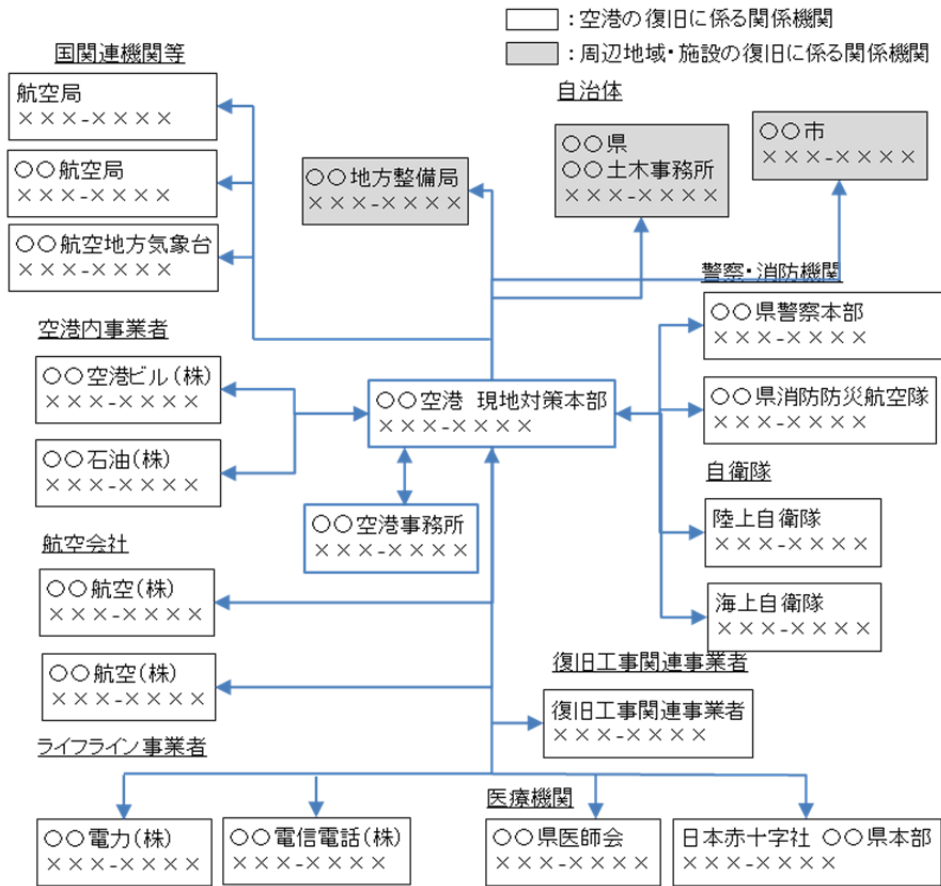 ：空港の復旧に係る関係機関
：周辺地域・施設の復旧に係る関係機関
国関連機関等
航空局
×××-××××
○○航空局
×××-××××
○○航空地方気象台
×××-××××
○○地方整備局
×××-××××
自治体
○○県
○○土木事務所
×××-××××
○○市
×××-××××
警察・消防機関
○○県警察本部
×××-××××
○○県消防防災航空隊
×××-××××
空港内事業者
○○空港ビル（株）
×××-××××
○○石油（株）
×××-××××
○○空港 現地対策本部
×××-××××
○○空港事務所
×××-××××
自衛隊
陸上自衛隊
×××-××××
海上自衛隊
×××-××××
航空会社
○○航空（株）
×××-××××
○○航空（株）
×××-××××
復旧工事関連事業者
復旧工事関連事業者
×××-××××
ライフライン事業者
○○電力（株）
×××-××××
○○電信電話（株）
×××-××××
医療機関
○○県医師会
×××-××××
日本赤十字社 ○○県本部
×××-××××